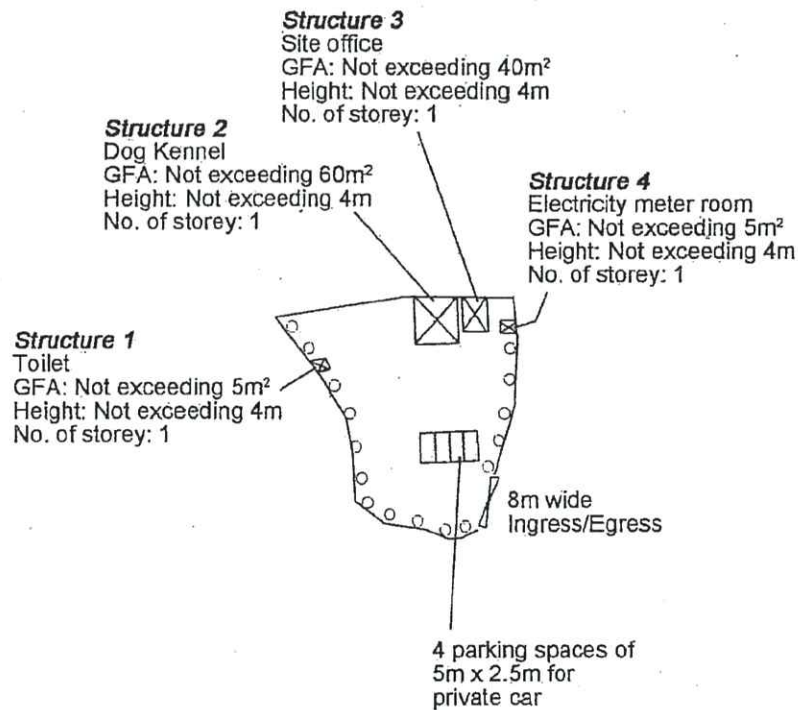 Structure 3
Site office
GFA: Not exceeding 40m²
Height: Not exceeding 4m
No. of storey: 1
Structure 2
Dog Kennel
GFA: Not exceeding 60m²
Height: Not exceeding 4m
No. of storey: 1
Structure 4
Electricity meter room
GFA: Not exceeding 5m²
Height: Not exceeding 4m
No. of storey: 1
Structure 1
Toilet
GFA: Not exceeding 5m²
Height: Not exceeding 4m
No. of storey: 1
8m wide
Ingress/Egress
4 parking spaces of
5m x 2.5m for
private car